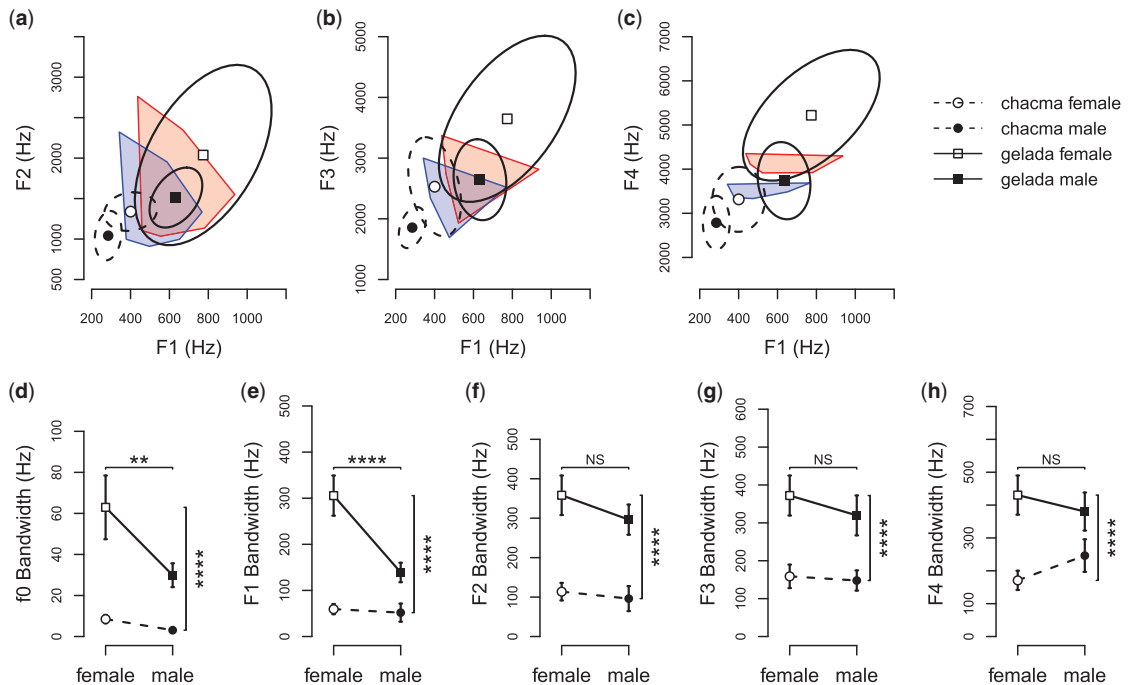 (a)
(b)
(c)
F2 (Hz)
500 1000 2000 3000
200 400 600 800 1000
F1 (Hz)
F3 (Hz)
1000 2000 3000 4000 5000
200 400 600 800 1000
F1 (Hz)
F4 (Hz)
2000 3000 4000 5000 6000 7000
200 400 600 800 1000
F1 (Hz)
chacma female
chacma male
gelada female
gelada male
(d)
f0 Bandwidth (Hz)
0 20 40 60 80 100
**
****
female male
(e)
F1 Bandwidth (Hz)
0 100 200 300 400 500
****
****
female male
(f)
F2 Bandwidth (Hz)
0 100 200 300 400 500
NS
****
female male
(g)
F3 Bandwidth (Hz)
0 100 200 300 400 500 600
NS
****
female male
(h)
F4 Bandwidth (Hz)
0 100 300 500 700
NS
****
female male